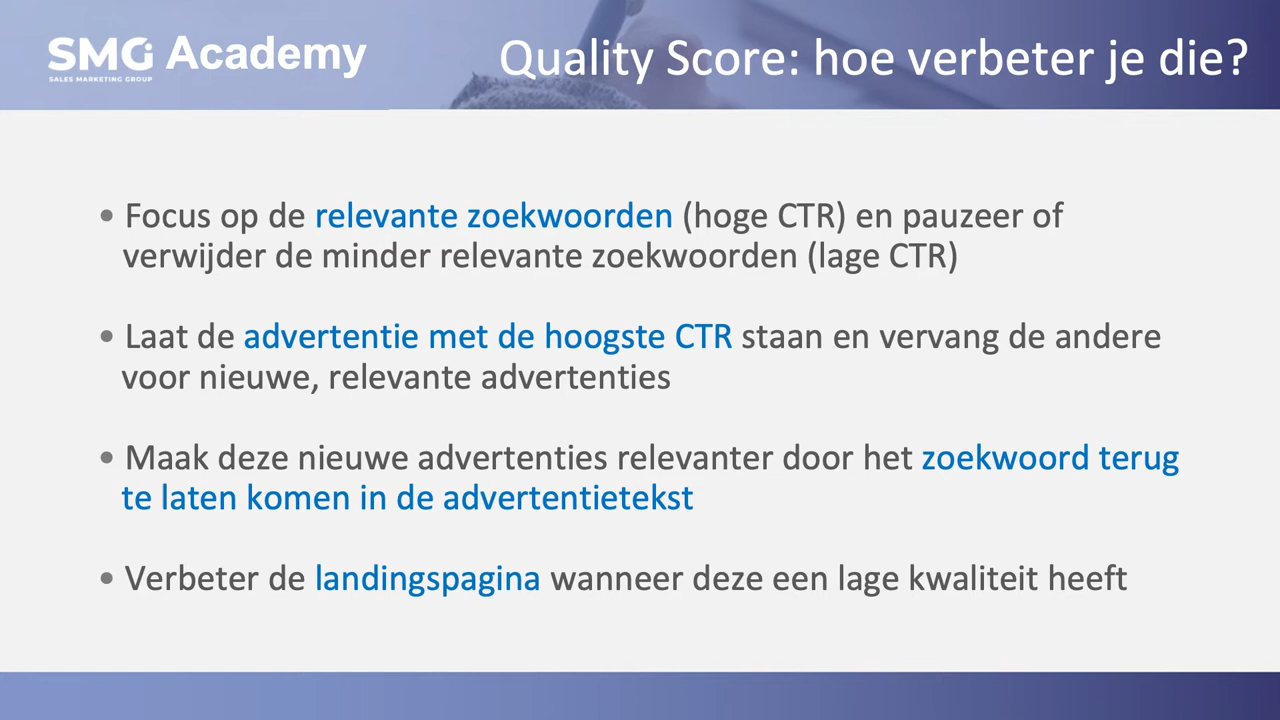 SMG Academy
SALES MARKETING GROUP
Quality Score: hoe verbeter je die?
• Focus op de relevante zoekwoorden (hoge CTR) en pauzeer of
verwijder de minder relevante zoekwoorden (lage CTR)
• Laat de advertentie met de hoogste CTR staan en vervang de andere
voor nieuwe, relevante advertenties
• Maak deze nieuwe advertenties relevanter door het zoekwoord terug
te laten komen in de advertentietekst
• Verbeter de landingspagina wanneer deze een lage kwaliteit heeft